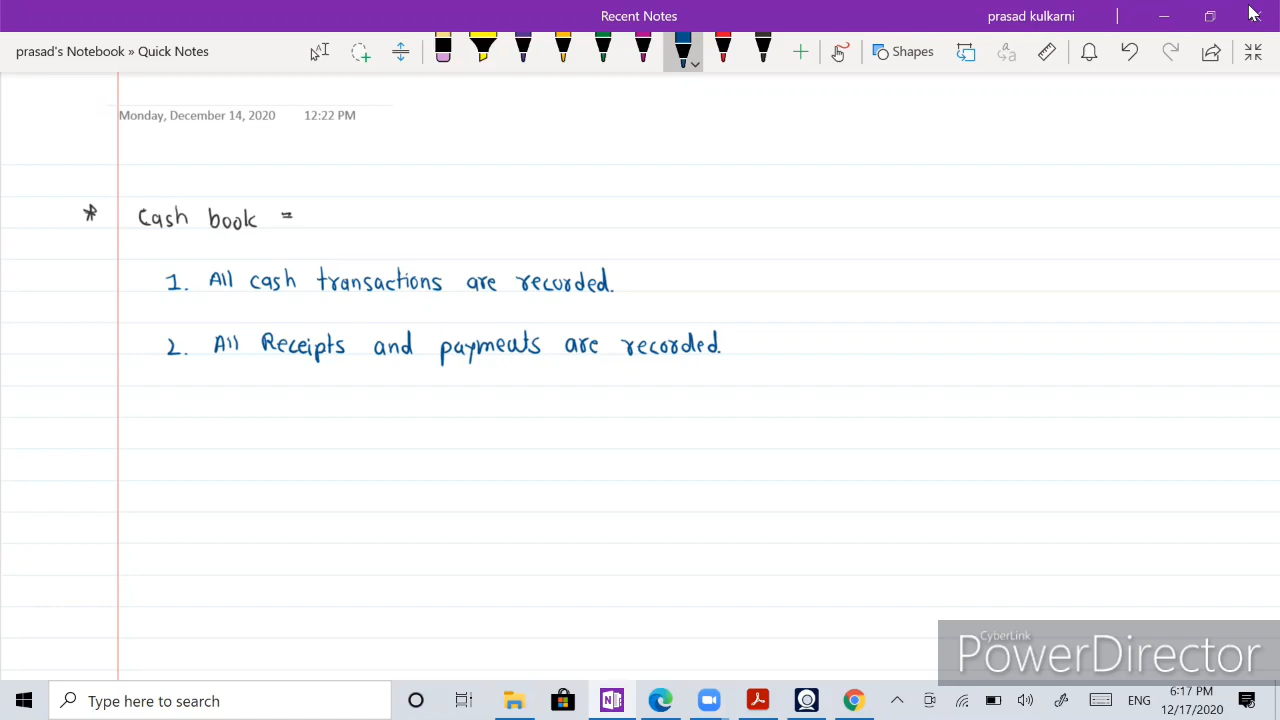 Recent Notes
prasad kulkarni
prasad's Notebook » Quick Notes
Shapes
Monday, December 14, 2020 12:22 PM
* Cash book =
1. All cash transactions are recorded.
2. All Receipts and payments are recorded.
CyberLink
PowerDirector
Type here to search
ENG
6:17 PM
12/17/2020